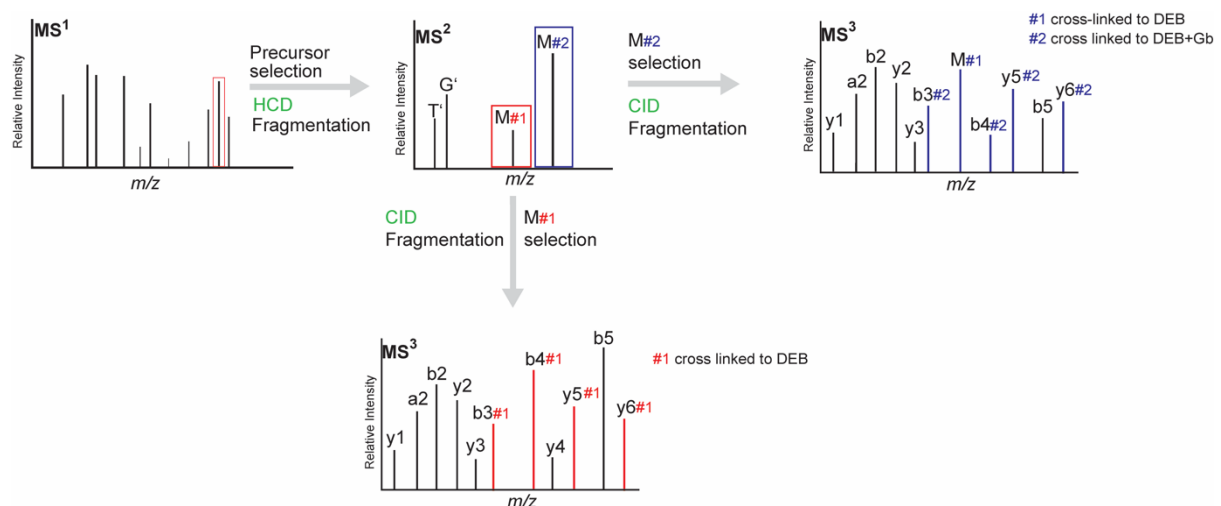 MS1
Relative Intensity
m/z
Precursor
selection
HCD
Fragmentation
MS2
Relative Intensity
T'
G'
M#1
M#2
m/z
M#2
selection
CID
Fragmentation
#1 cross-linked to DEB
#2 cross linked to DEB+Gb
MS3
Relative Intensity
y1
a2
b2
y2
y3
b3#2
M#1
b4#2
y5#2
b5
y6#2
m/z
CID
Fragmentation
M#1
selection
MS3
Relative Intensity
y1
a2
b2
y2
y3
b3#1
b4#1
y4
y5#1
b5
y6#1
#1 cross linked to DEB
m/z